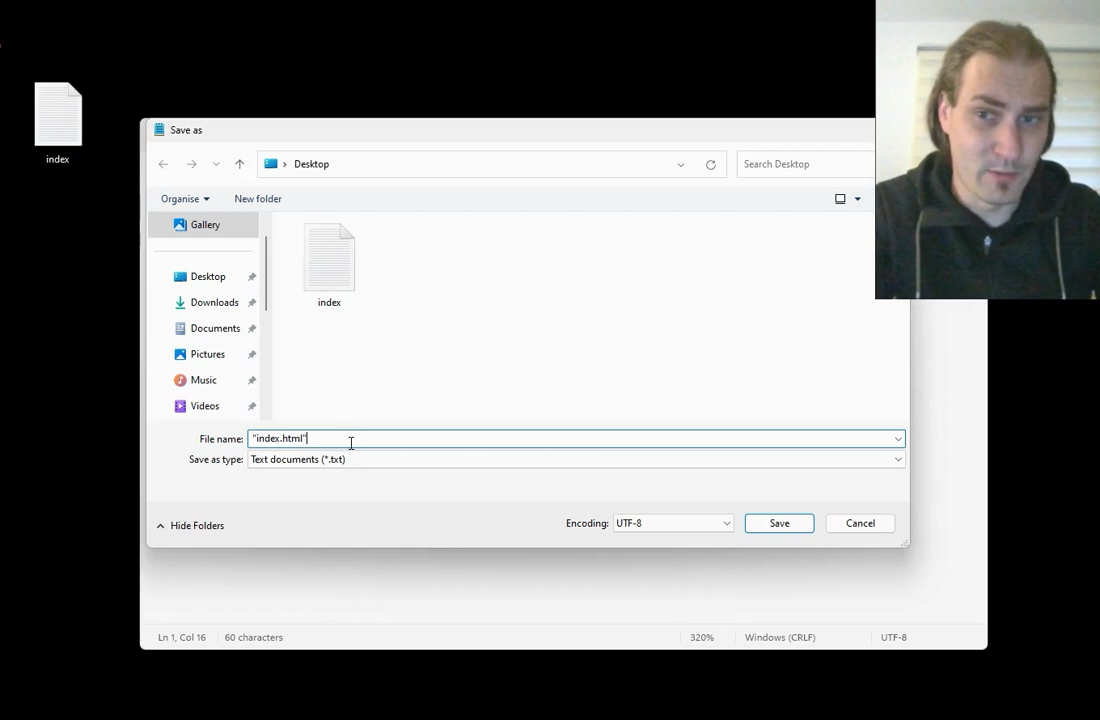 index
Save as
Desktop
Search Desktop
Organise
New folder
Gallery
index
Desktop
Downloads
Documents
Pictures
Music
Videos
File name: "index.html"
Save as type: Text documents (*.txt)
Hide Folders
Encoding: UTF-8
Save
Cancel
Ln 1, Col 16
60 characters
320%
Windows (CRLF)
UTF-8